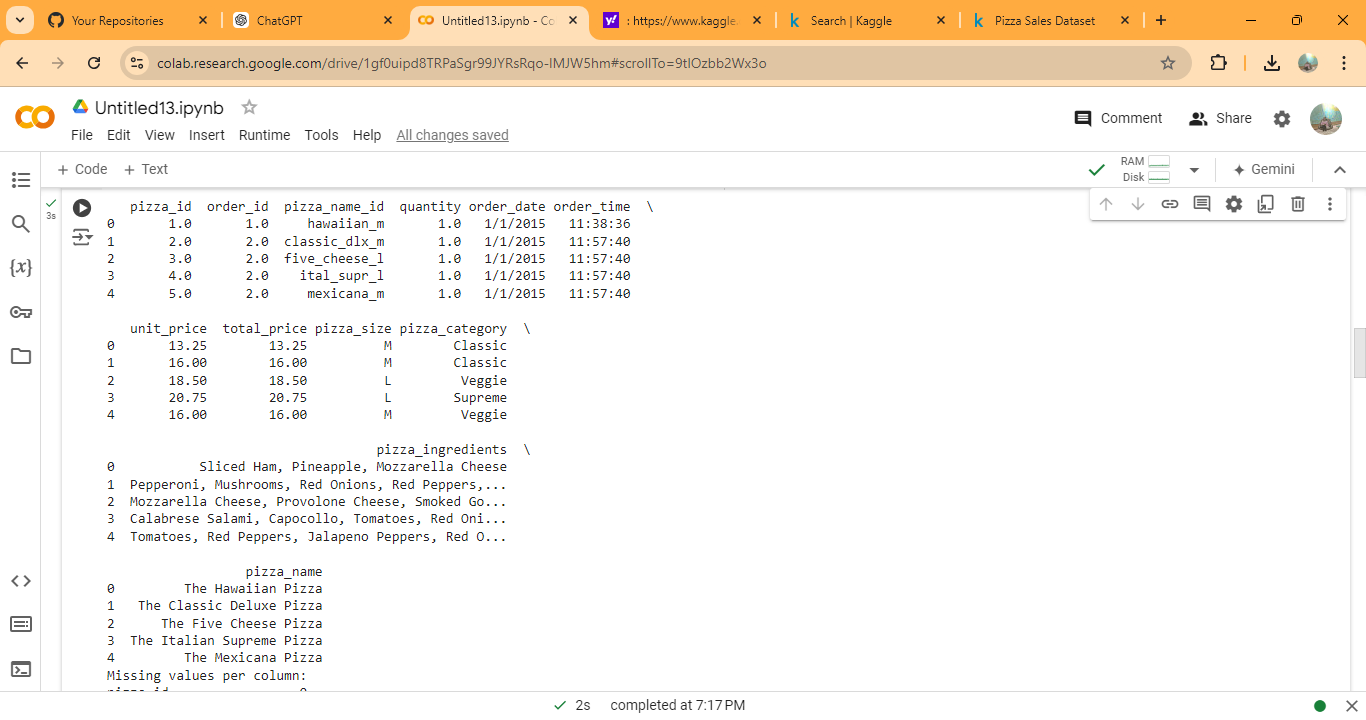 Your Repositories
ChatGPT
Untitled13.ipynb - Co
: https://www.kaggle.
Search | Kaggle
Pizza Sales Dataset
colab.research.google.com/drive/1gf0uipd8TRPaSgr99JYRsRqo-IMJW5hm#scrollTo=9tIOzbb2Wx3o
Untitled13.ipynb
File Edit View Insert Runtime Tools Help All changes saved
Comment
Share
+ Code + Text
RAM
Disk
Gemini
3s
pizza_id order_id pizza_name_id quantity order_date order_time \
0 1.0 1.0 hawaiian_m 1.0 1/1/2015 11:38:36
1 2.0 2.0 classic_dlx_m 1.0 1/1/2015 11:57:40
2 3.0 2.0 five_cheese_l 1.0 1/1/2015 11:57:40
3 4.0 2.0 ital_supr_l 1.0 1/1/2015 11:57:40
4 5.0 2.0 mexicana_m 1.0 1/1/2015 11:57:40
unit_price total_price pizza_size pizza_category \
0 13.25 13.25 M Classic
1 16.00 16.00 M Classic
2 18.50 18.50 L Veggie
3 20.75 20.75 L Supreme
4 16.00 16.00 M Veggie
pizza_ingredients \
0 Sliced Ham, Pineapple, Mozzarella Cheese
1 Pepperoni, Mushrooms, Red Onions, Red Peppers,...
2 Mozzarella Cheese, Provolone Cheese, Smoked Go...
3 Calabrese Salami, Capocollo, Tomatoes, Red Oni...
4 Tomatoes, Red Peppers, Jalapeno Peppers, Red O...
pizza_name
0 The Hawaiian Pizza
1 The Classic Deluxe Pizza
2 The Five Cheese Pizza
3 The Italian Supreme Pizza
4 The Mexicana Pizza
Missing values per column:
2s completed at 7:17 PM